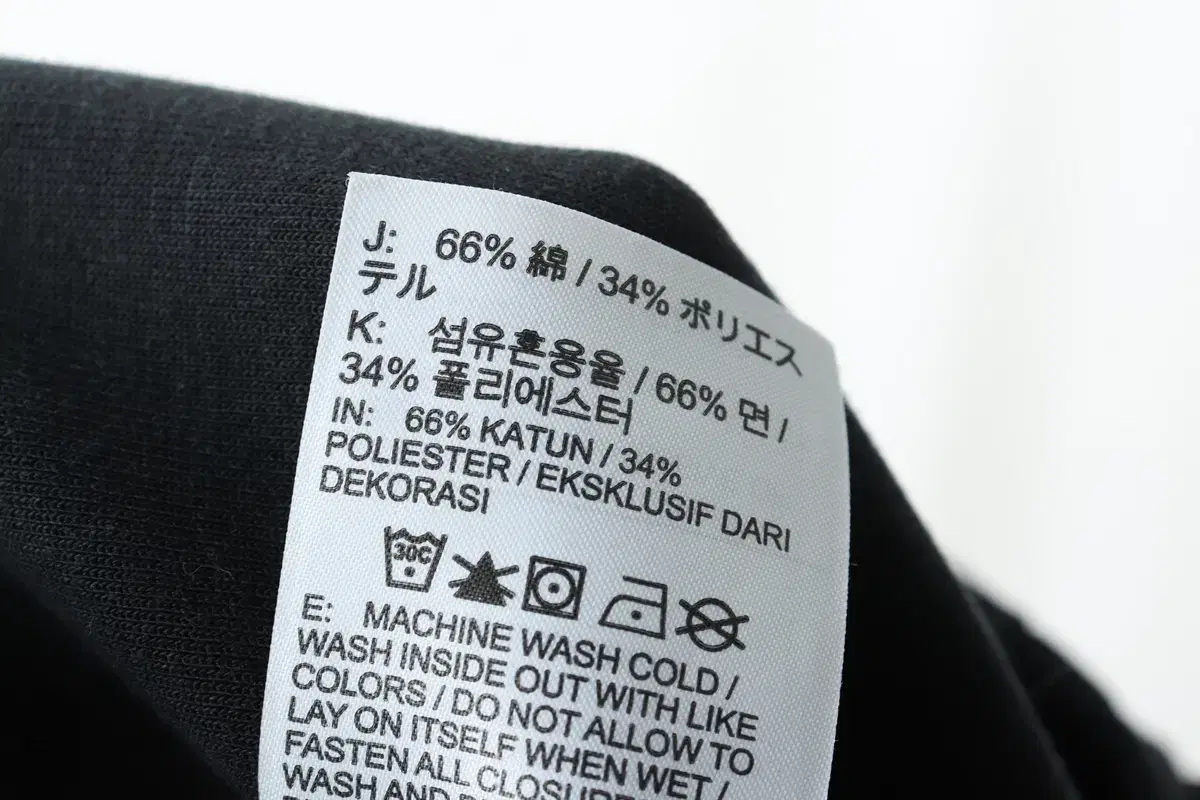 J: 66% 綿 / 34% ポリエス
テル
K: 섬유혼용율 / 66% 면 /
34% 폴리에스터
IN: 66% KATUN / 34%
POLIESTER / EKSKLUSIF DARI
DEKORASI
30C
E: MACHINE WASH COLD /
WASH INSIDE OUT WITH LIKE
COLORS / DO NOT ALLOW TO
LAY ON ITSELF WHEN WET /
FASTEN ALL
WASH AND